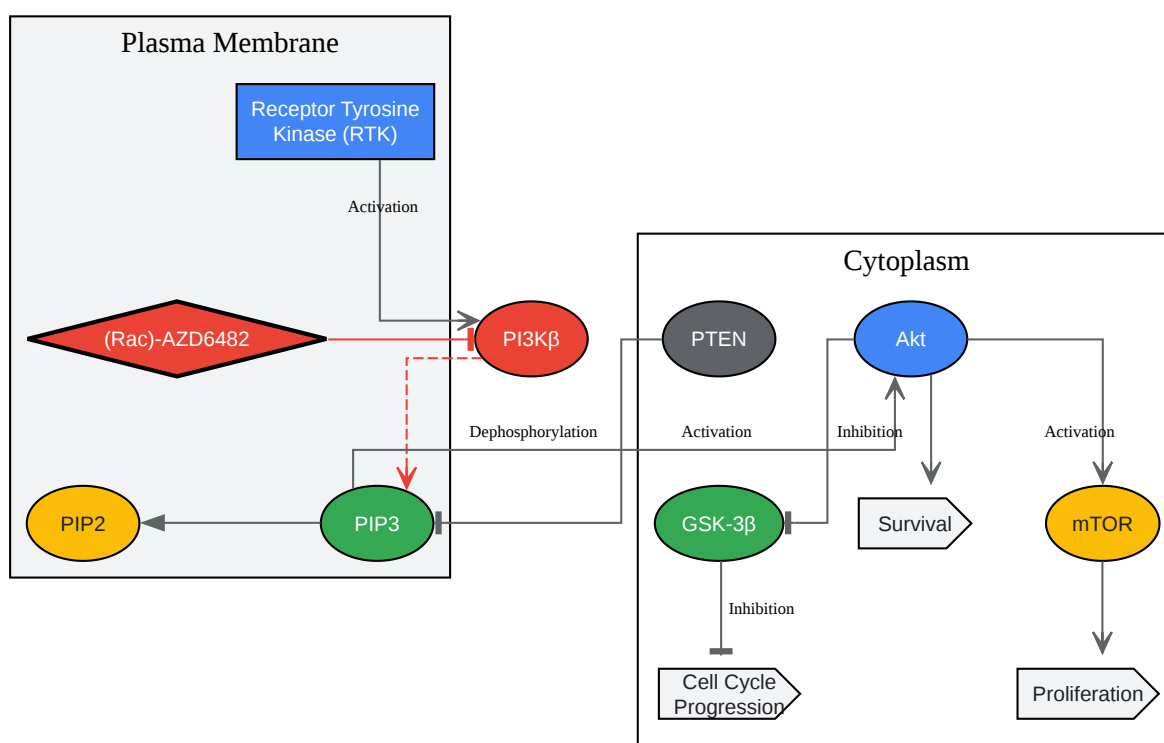 Plasma Membrane
Receptor Tyrosine
Kinase (RTK)
Activation
Cytoplasm
(Rac)-AZD6482
PI3Kβ
PTEN
Akt
Dephosphorylation
Activation
Inhibition
Activation
PIP2
PIP3
GSK-3β
Survival
mTOR
Inhibition
Cell Cycle
Progression
Proliferation